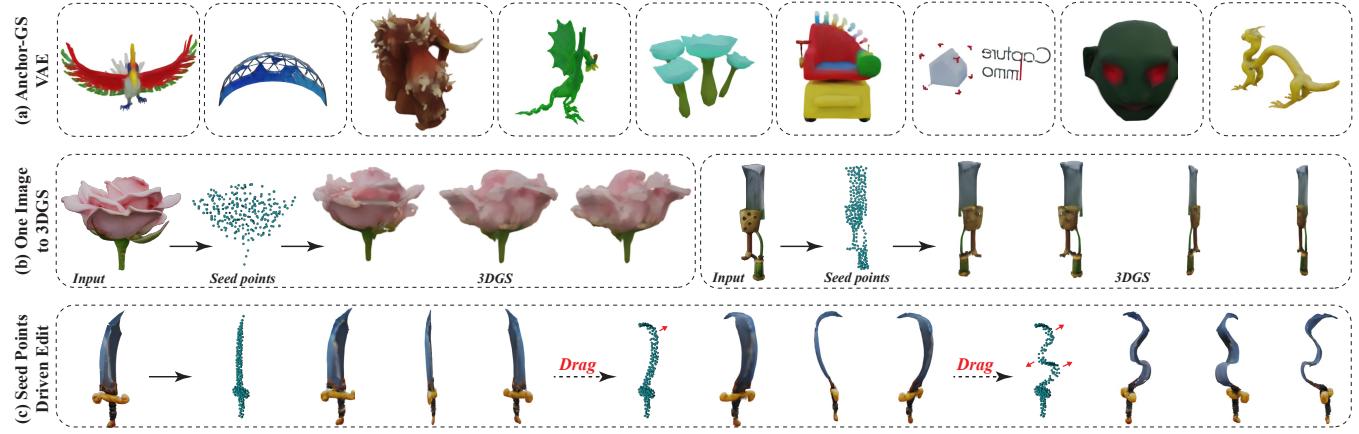 (a) Anchor-GS
VAE
Capture
Immo
(b) One Image
to 3DGS
Input
Seed points
3DGS
Input
Seed points
3DGS
(c) Seed Points
Driven Edit
Drag
Drag